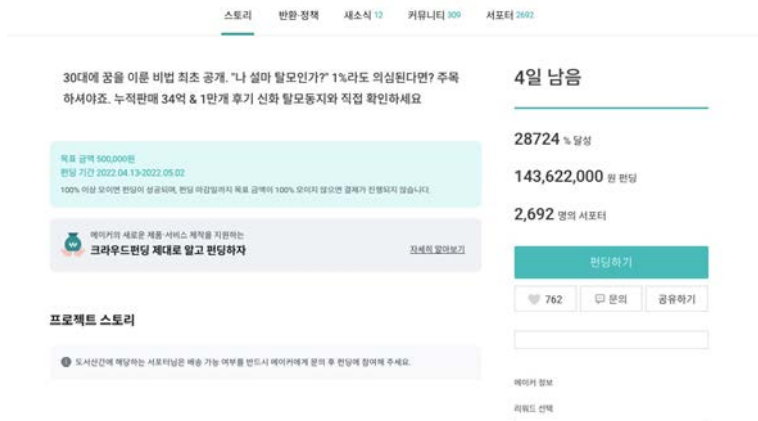 스토리 반환·정책 새소식 12 커뮤니티 309 서포터 2692
30대에 꿈을 이룬 비법 최초 공개. "나 설마 탈모인가?" 1%라도 의심된다면? 주목
하셔야죠. 누적판매 34억 & 1만개 후기 신화 탈모동지와 직접 확인하세요
목표 금액 500,000원
펀딩 기간 2022.04.13-2022.05.02
100% 이상 모이면 펀딩이 성공되며, 펀딩 마감일까지 목표 금액이 100% 모이지 않으면 결제가 진행되지 않습니다.
메이커의 새로운 제품·서비스 제작을 지원하는
크라우드펀딩 제대로 알고 펀딩하자
자세히 알아보기
프로젝트 스토리
도서산간에 해당하는 서포터님은 배송 가능 여부를 반드시 메이커에게 문의 후 펀딩에 참여해 주세요.
4일 남음
28724 % 달성
143,622,000 원 펀딩
2,692 명의 서포터
펀딩하기
762 문의 공유하기
메이커 정보
리워드 선택